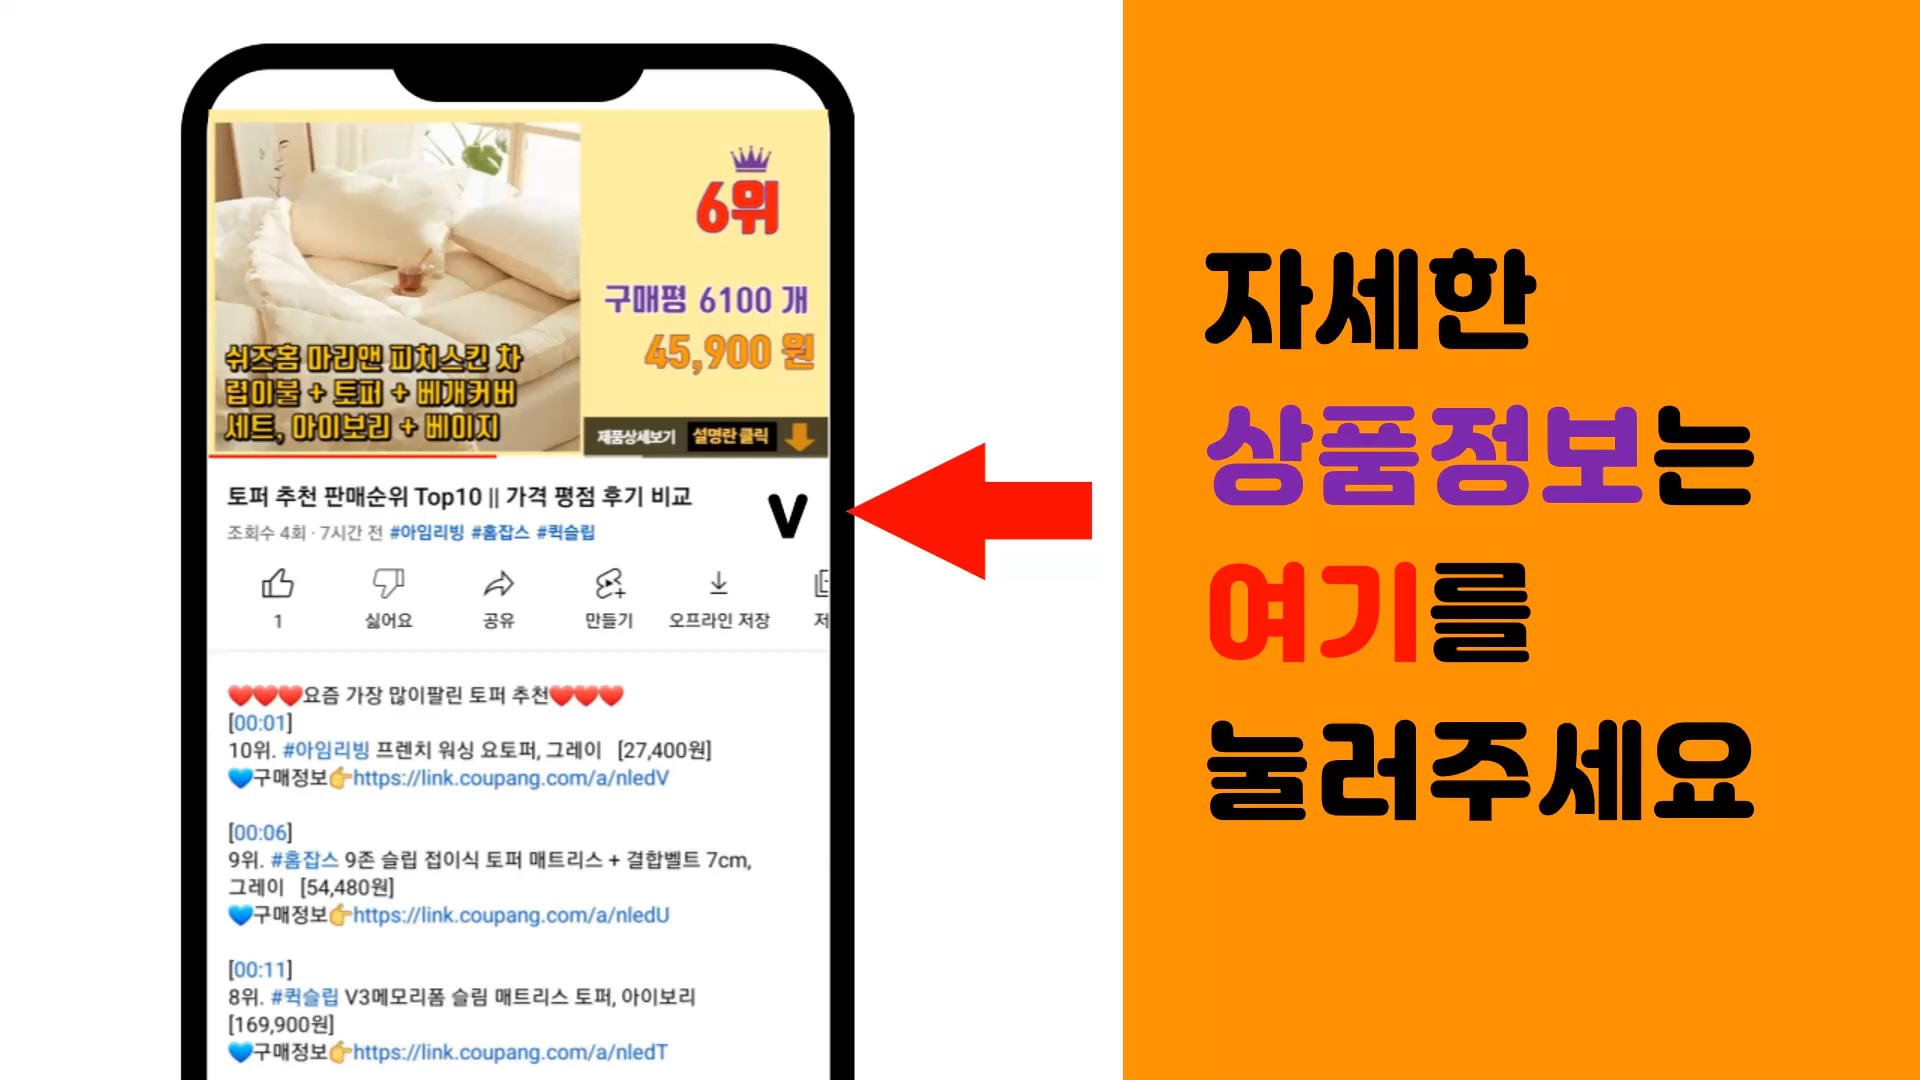 6위
구매평 6100 개
45,900 원
쉬즈홈 마리앤 피치스킨 차
렵이불 + 토퍼 + 베개커버
세트, 아이보리 + 베이지
제품상세보기 설명란 클릭
토퍼 추천 판매순위 Top10 || 가격 평점 후기 비교
V
조회수 4회 · 7시간 전 #아임리빙 #홈잡스 #퀵슬립
1 싫어요 공유 만들기 오프라인 저장 저
❤️❤️❤️요즘 가장 많이팔린 토퍼 추천❤️❤️❤️
[00:01]
10위. #아임리빙 프렌치 워싱 요토퍼, 그레이 [27,400원]
💙구매정보👉https://link.coupang.com/a/nledV
[00:06]
9위. #홈잡스 9존 슬립 접이식 토퍼 매트리스 + 결합벨트 7cm,
그레이 [54,480원]
💙구매정보👉https://link.coupang.com/a/nledU
[00:11]
8위. #퀵슬립 V3메모리폼 슬림 매트리스 토퍼, 아이보리
[169,900원]
💙구매정보👉https://link.coupang.com/a/nledT
자세한
상품정보는
여기를
눌러주세요